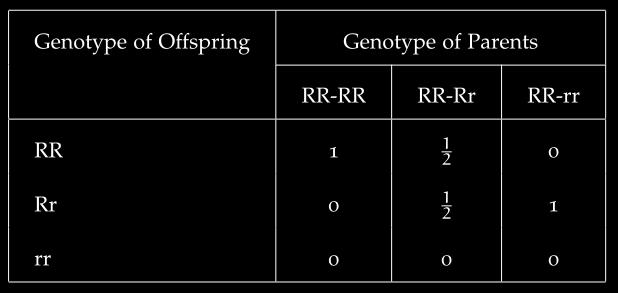 Genotype of Offspring Genotype of Parents
RR-RR RR-Rr RR-rr
RR 1 1/2 0
Rr 0 1/2 1
rr 0 0 0